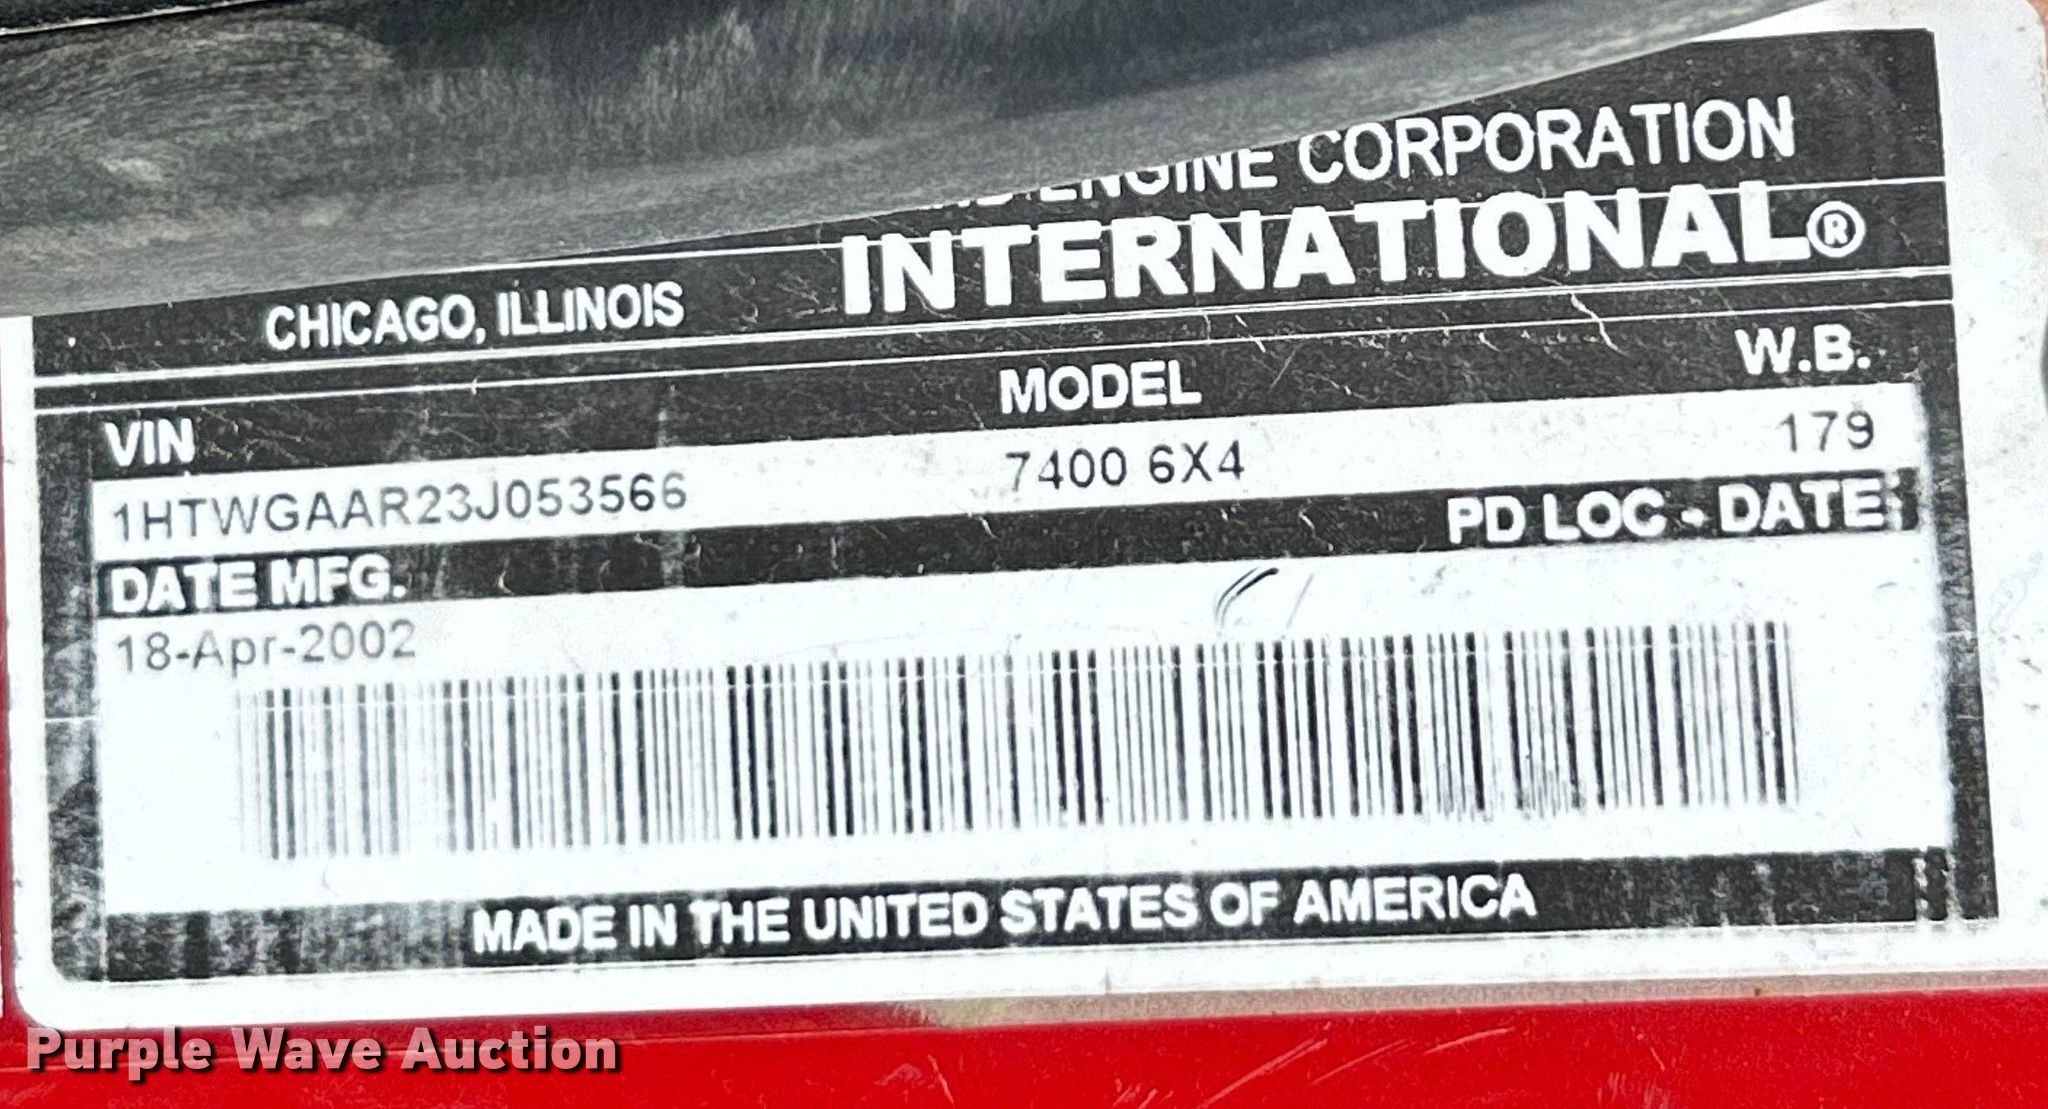 ENGINE CORPORATION
CHICAGO, ILLINOIS INTERNATIONAL®
VIN MODEL W.B.
1HTWGAAR23J053566 7400 6X4 179
DATE MFG. PD LOC - DATE:
18-Apr-2002
MADE IN THE UNITED STATES OF AMERICA
Purple Wave Auction